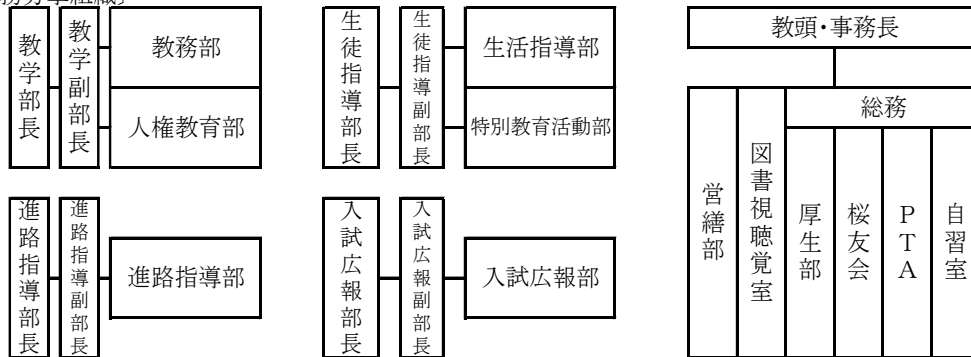 教学部長
教学副部長
教務部
人権教育部
生徒指導部長
生徒指導副部長
生活指導部
特別教育活動部
教頭・事務長
営繕部
図書視聴覚室
総務
厚生部
桜友会
PTA
自習室
進路指導部長
進路指導副部長
進路指導部
入試広報部長
入試広報副部長
入試広報部